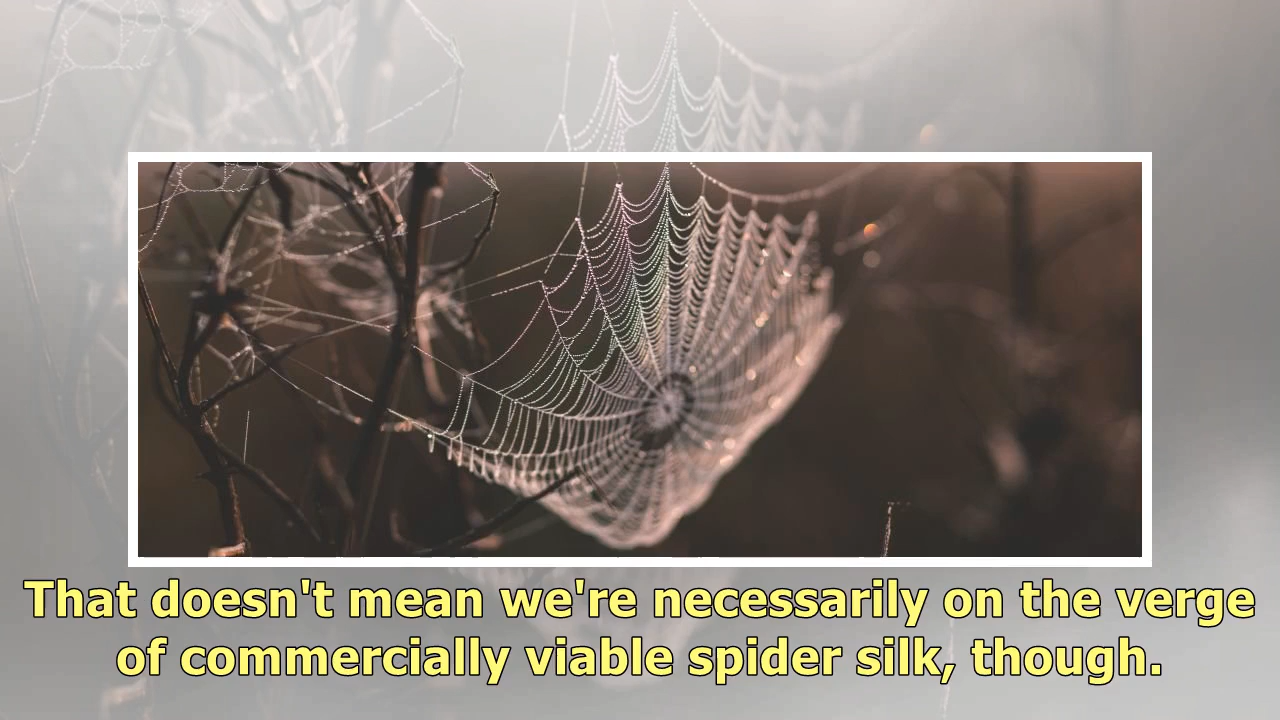 That doesn't mean we're necessarily on the verge
of commercially viable spider silk, though.